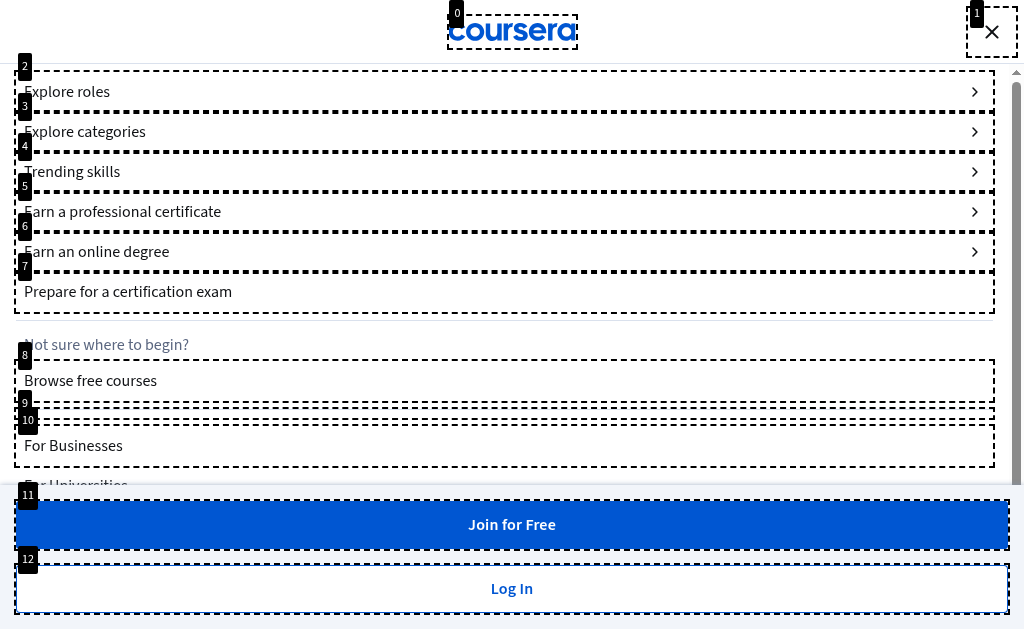 0
coursera
1
2
Explore roles
3
Explore categories
4
Trending skills
5
Earn a professional certificate
6
Earn an online degree
7
Prepare for a certification exam
Not sure where to begin?
8
Browse free courses
9
10
For Businesses
For Universities
11
Join for Free
12
Log In